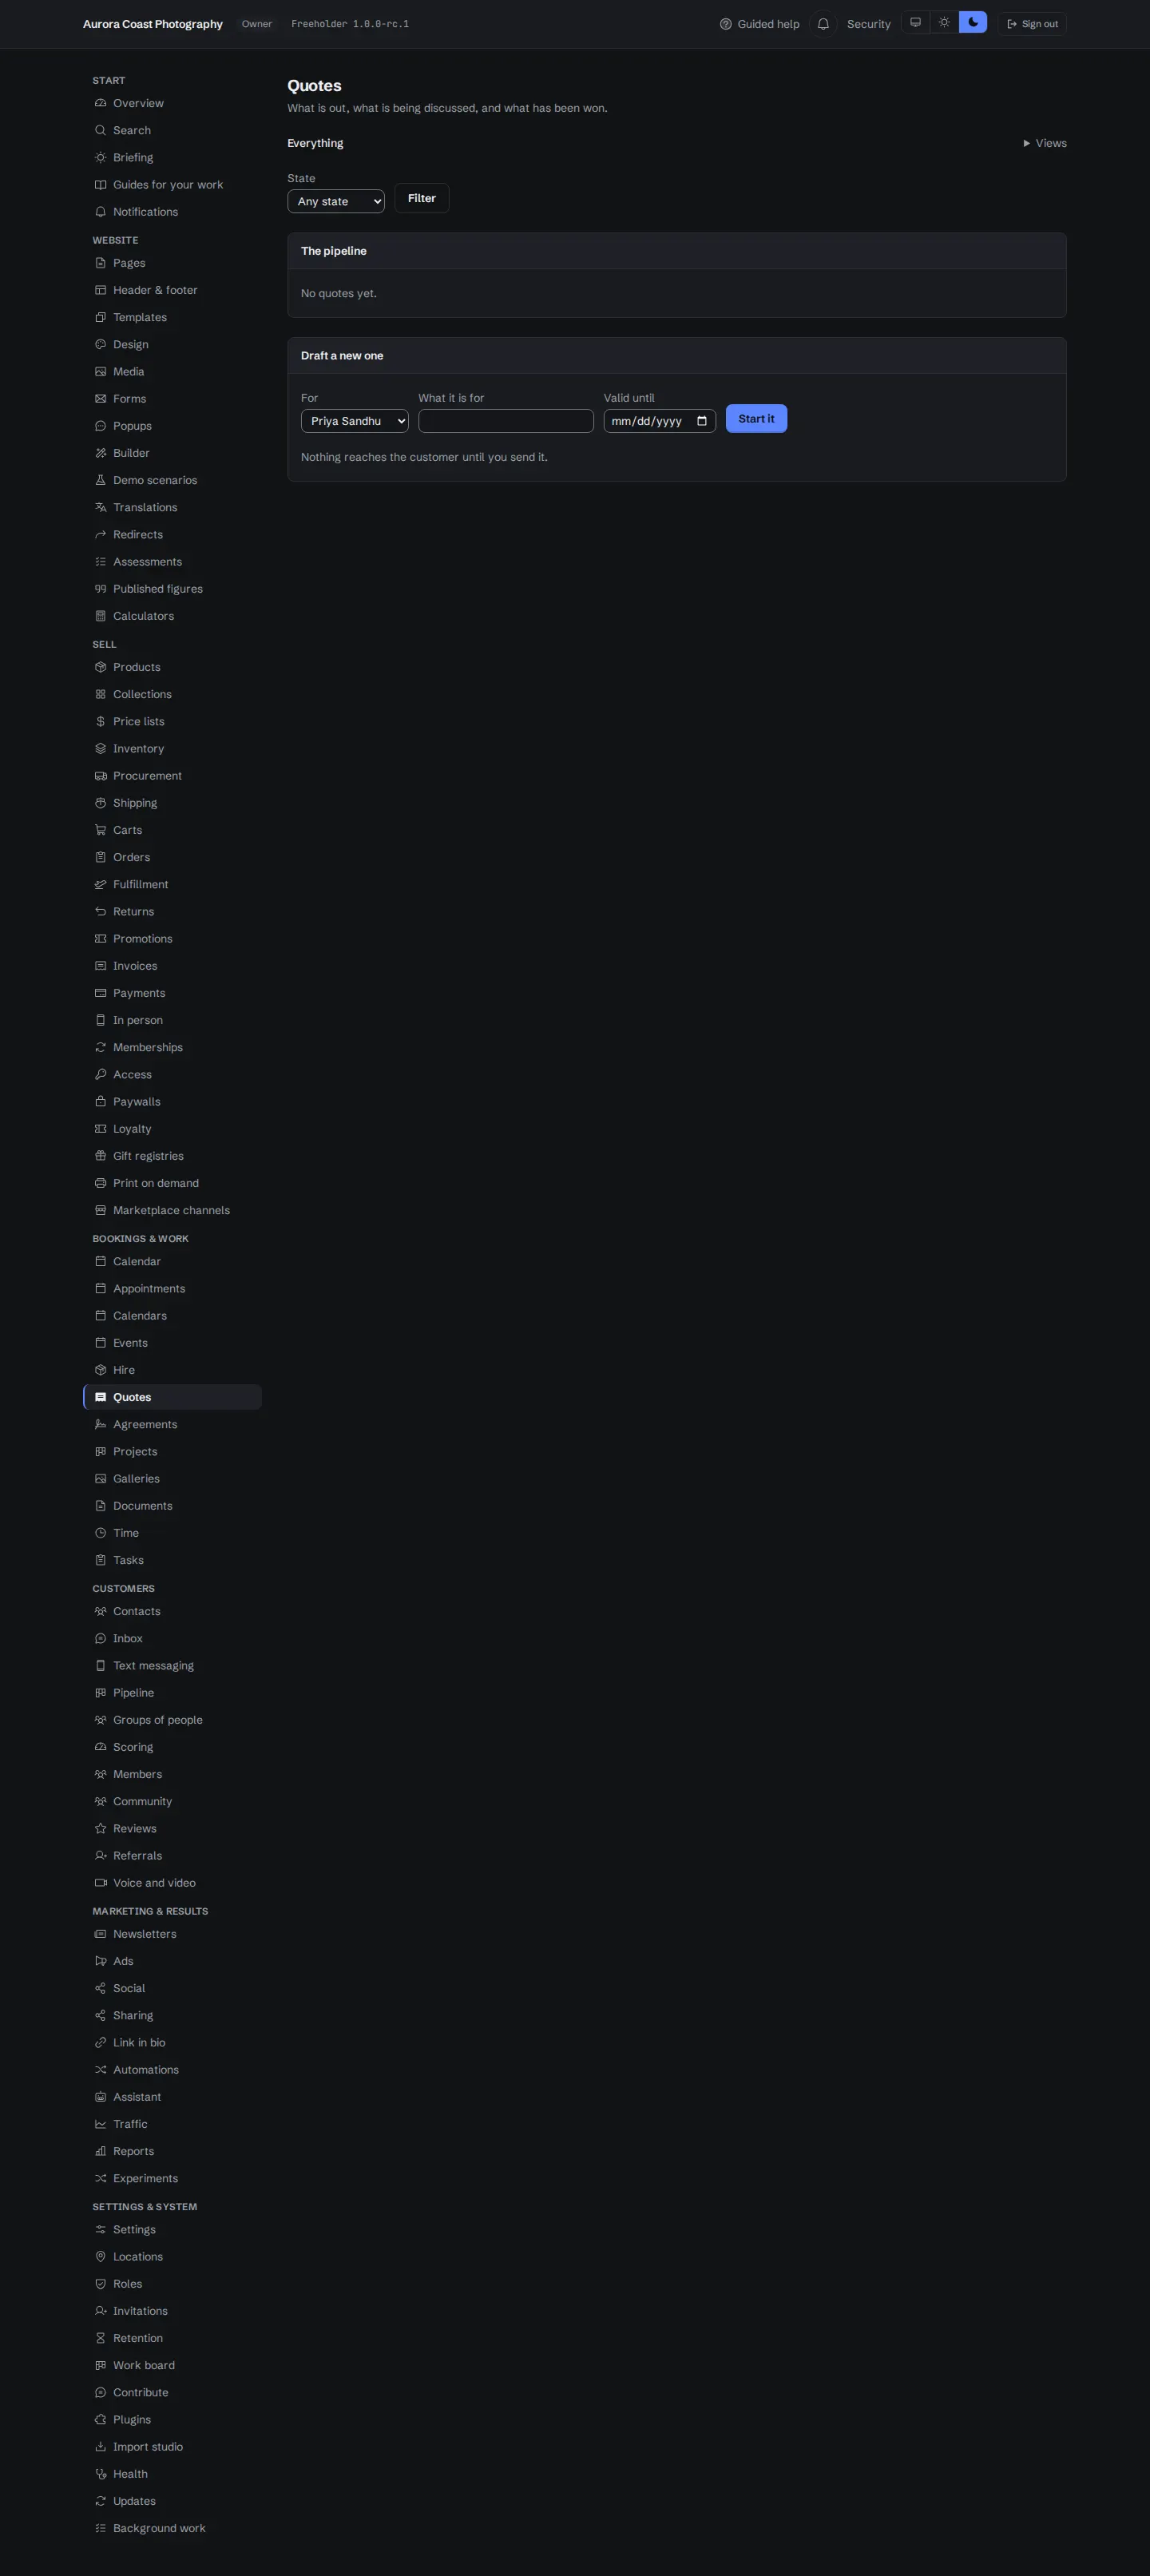 Aurora Coast Photography Owner Freeholder 1.0.0-rc.1 Guided help Security Sign out
START
Overview
Search
Briefing
Guides for your work
Notifications
WEBSITE
Pages
Header & footer
Templates
Design
Media
Forms
Popups
Builder
Demo scenarios
Translations
Redirects
Assessments
Published figures
Calculators
SELL
Products
Collections
Price lists
Inventory
Procurement
Shipping
Carts
Orders
Fulfillment
Returns
Promotions
Invoices
Payments
In person
Memberships
Access
Paywalls
Loyalty
Gift registries
Print on demand
Marketplace channels
BOOKINGS & WORK
Calendar
Appointments
Calendars
Events
Hire
Quotes
Agreements
Projects
Galleries
Documents
Time
Tasks
CUSTOMERS
Contacts
Inbox
Text messaging
Pipeline
Groups of people
Scoring
Members
Community
Reviews
Referrals
Voice and video
MARKETING & RESULTS
Newsletters
Ads
Social
Sharing
Link in bio
Automations
Assistant
Traffic
Reports
Experiments
SETTINGS & SYSTEM
Settings
Locations
Roles
Invitations
Retention
Work board
Contribute
Plugins
Import studio
Health
Updates
Background work
Quotes
What is out, what is being discussed, and what has been won.
Everything Views
State
Any state Filter
The pipeline
No quotes yet.
Draft a new one
For What it is for Valid until
Priya Sandhu mm/dd/yyyy Start it
Nothing reaches the customer until you send it.